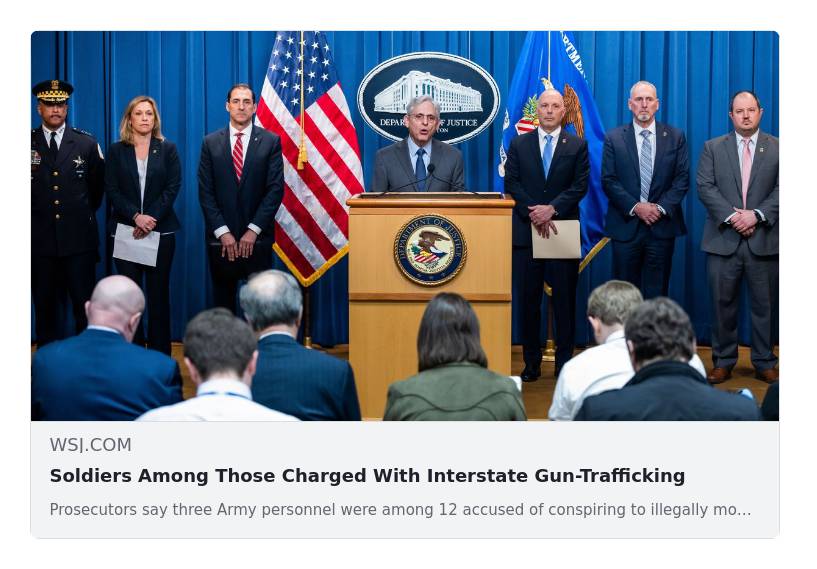 DEPARTMENT OF JUSTICE
WSJ.COM
Soldiers Among Those Charged With Interstate Gun-Trafficking
Prosecutors say three Army personnel were among 12 accused of conspiring to illegally mo...